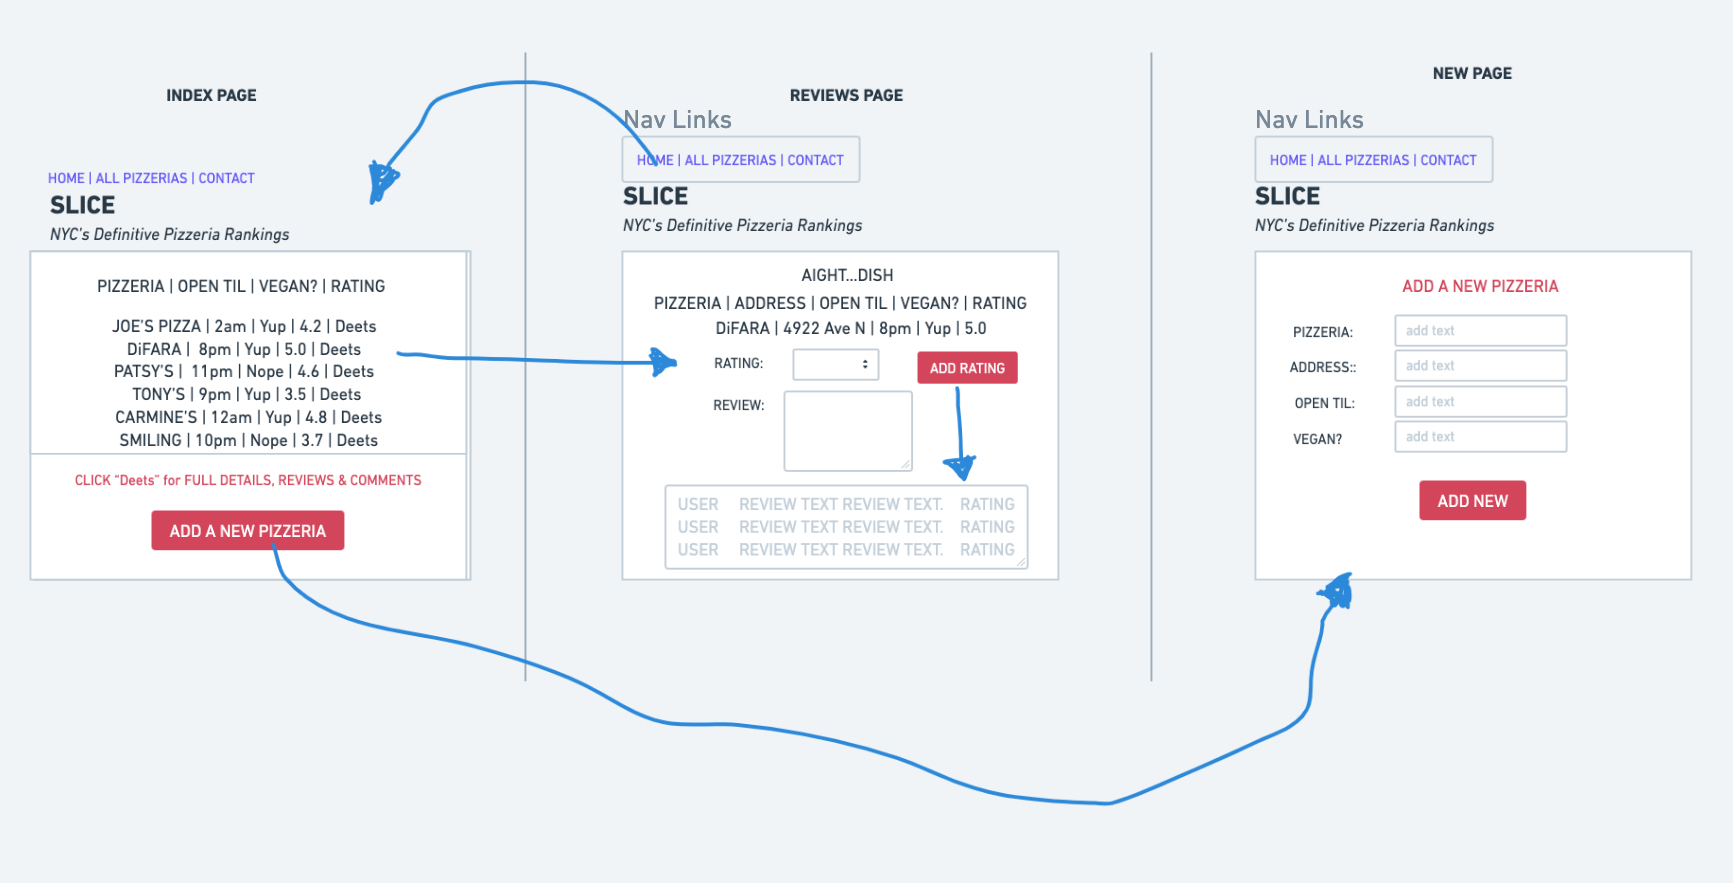 INDEX PAGE
HOME | ALL PIZZERIAS | CONTACT
SLICE
NYC's Definitive Pizzeria Rankings
PIZZERIA | OPEN TIL | VEGAN? | RATING
JOE'S PIZZA | 2am | Yup | 4.2 | Deets
DiFARA | 8pm | Yup | 5.0 | Deets
PATSY'S | 11pm | Nope | 4.6 | Deets
TONY'S | 9pm | Yup | 3.5 | Deets
CARMINE'S | 12am | Yup | 4.8 | Deets
SMILING | 10pm | Nope | 3.7 | Deets
CLICK “Deets” for FULL DETAILS, REVIEWS & COMMENTS
ADD A NEW PIZZERIA
REVIEWS PAGE
Nav Links
HOME | ALL PIZZERIAS | CONTACT
SLICE
NYC's Definitive Pizzeria Rankings
AIGHT...DISH
PIZZERIA | ADDRESS | OPEN TIL | VEGAN? | RATING
DiFARA | 4922 Ave N | 8pm | Yup | 5.0
RATING:
ADD RATING
REVIEW:
USER REVIEW TEXT REVIEW TEXT. RATING
USER REVIEW TEXT REVIEW TEXT. RATING
USER REVIEW TEXT REVIEW TEXT. RATING
NEW PAGE
Nav Links
HOME | ALL PIZZERIAS | CONTACT
SLICE
NYC's Definitive Pizzeria Rankings
ADD A NEW PIZZERIA
PIZZERIA: add text
ADDRESS:: add text
OPEN TIL: add text
VEGAN? add text
ADD NEW